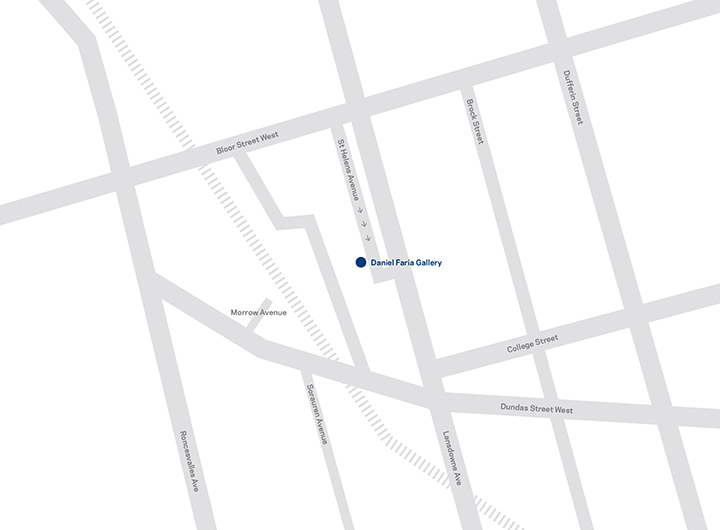 Dufferin Street
Brock Street
Bloor Street West
St Helens Avenue
Daniel Faria Gallery
Morrow Avenue
College Street
Dundas Street West
Sorauren Avenue
Roncesvalles Ave
Lansdowne Ave